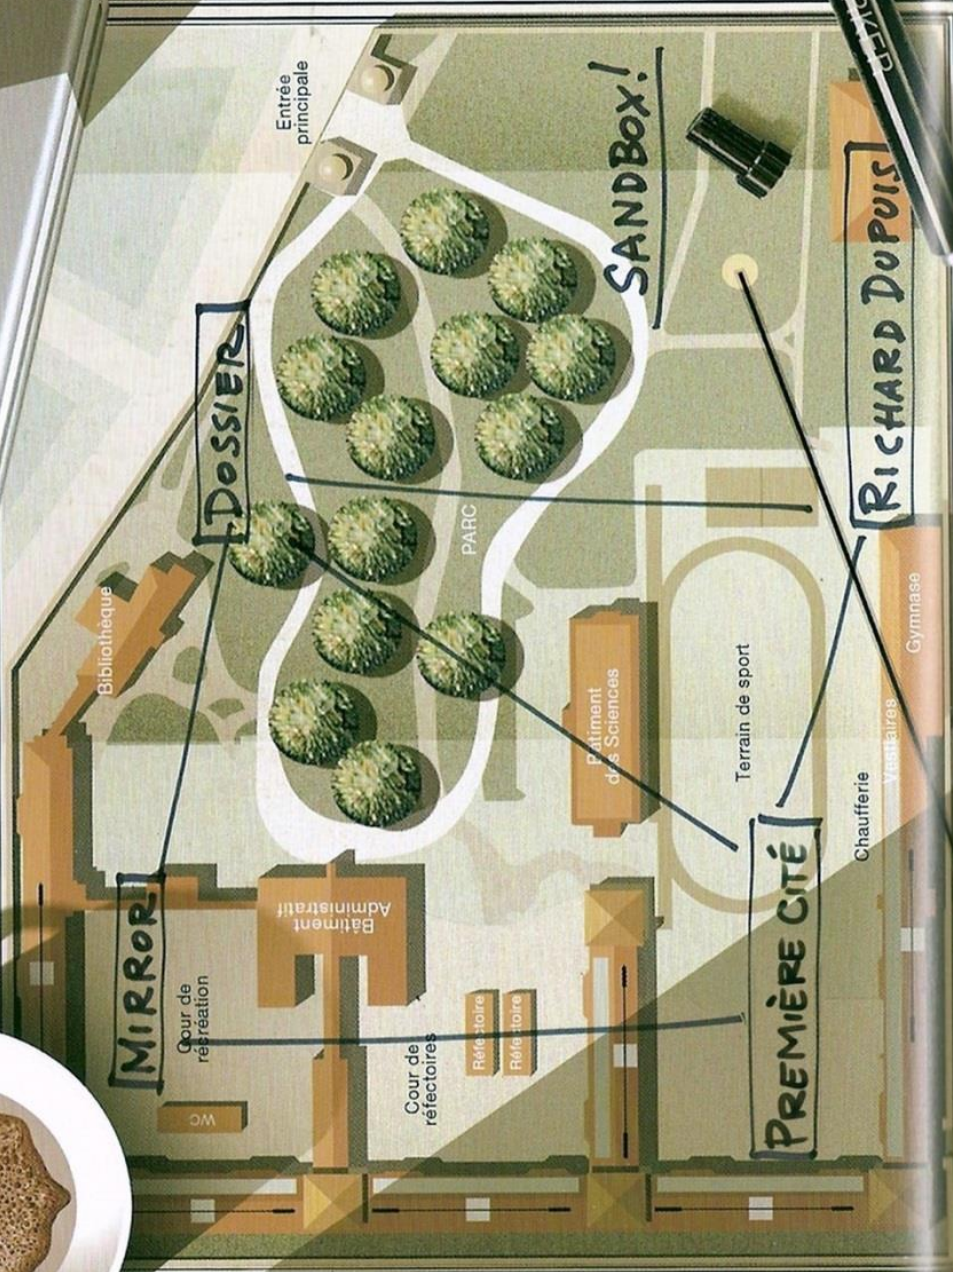 Entrée
principale
SANDBOX!
RICHARD DUPUIS
DOSSIER
PARC
Bibliothèque
Bâtiment
des Sciences
Terrain de sport
Gymnase
Vestiaires
Chaufferie
PREMIÈRE CITÉ
MIRROR
Cour de
récréation
Bâtiment
Administratif
Cour de
réfectoires
Réfectoire
Réfectoire
WC